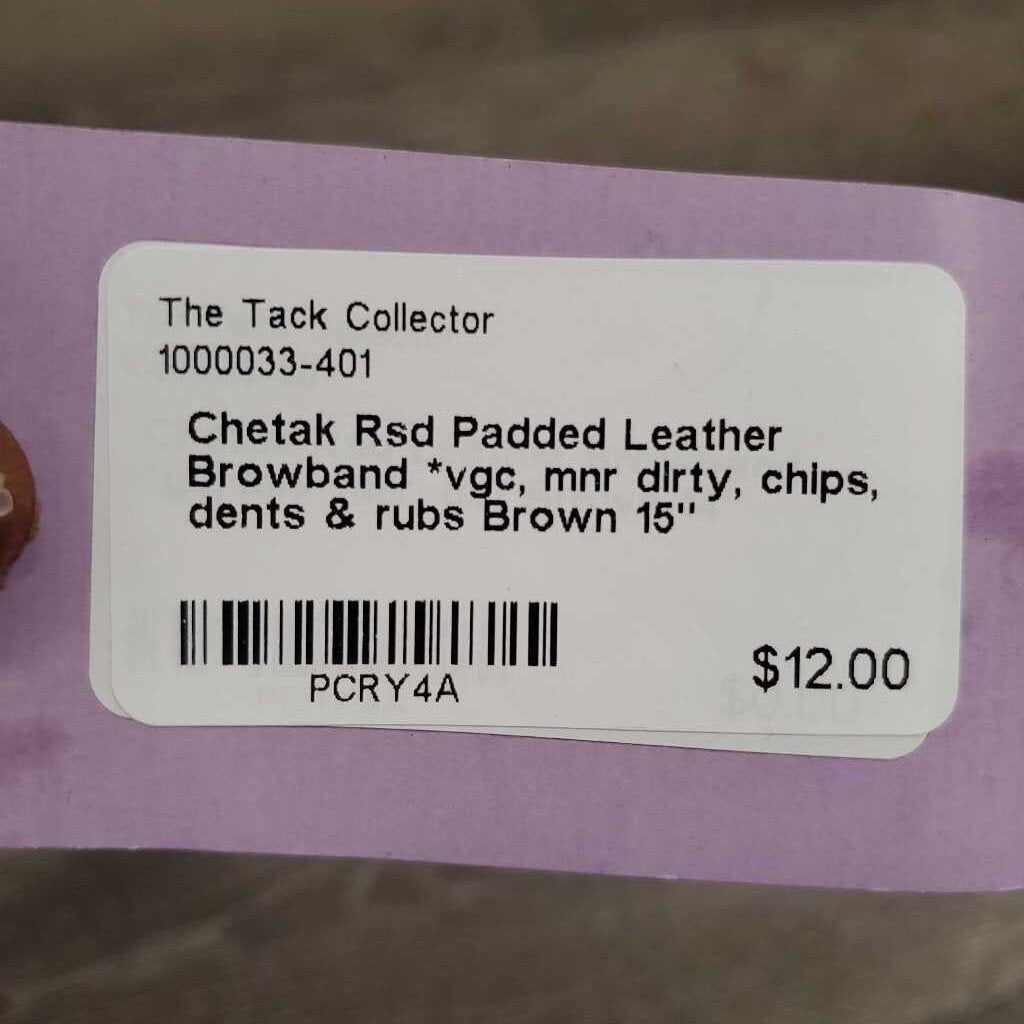 The Tack Collector
1000033-401
Chetak Rsd Padded Leather
Browband *vgc, mnr dirty, chips,
dents & rubs Brown 15"
PCRY4A
$12.00